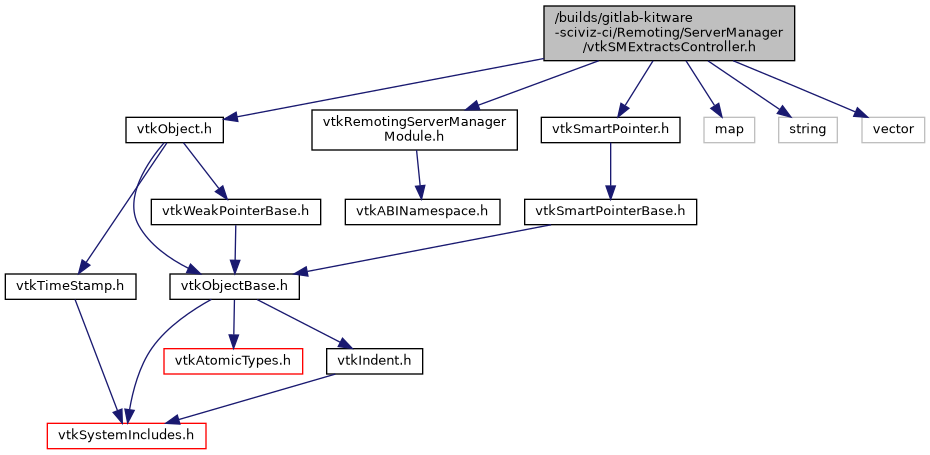 /builds/gitlab-kitware
-sciviz-ci/Remoting/ServerManager
/vtkSMExtractsController.h
vtkObject.h
vtkRemotingServerManager
Module.h
vtkSmartPointer.h
map
string
vector
vtkWeakPointerBase.h
vtkABINamespace.h
vtkSmartPointerBase.h
vtkTimeStamp.h
vtkObjectBase.h
vtkAtomicTypes.h
vtkIndent.h
vtkSystemIncludes.h